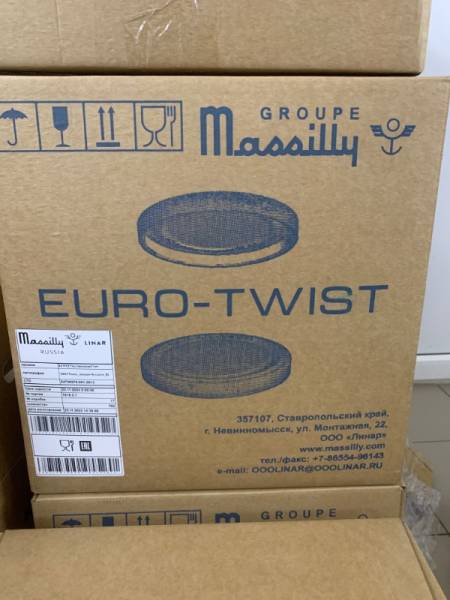 GROUPE
Massilly
EURO-TWIST
Massilly LINAR
RUSSIA
357107, Ставропольский край,
г. Невинномысск, ул. Монтажная, 22,
ООО «Линар»
www.massilly.com
тел./факс: +7-86554-96143
e-mail: OOOLINAR@OOOLINAR.RU
EAC
GROUPE